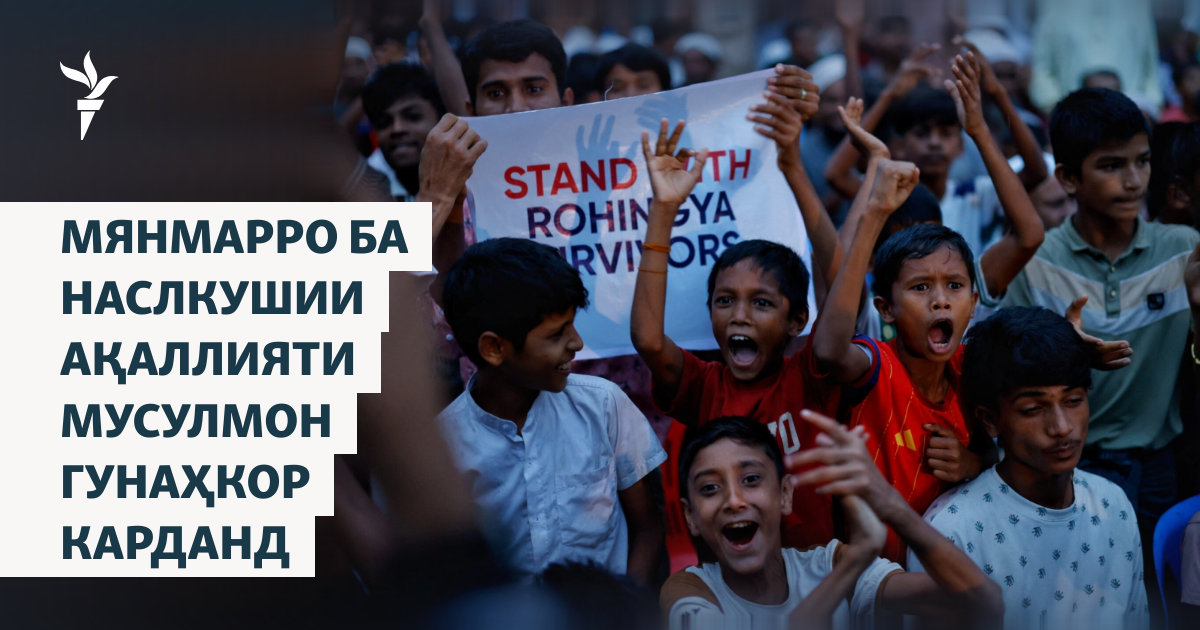 МЯНМАРРО БА
НАСЛКУШИИ
АҚАЛЛИЯТИ
МУСУЛМОН
ГУНАҲКОР
КАРДАНД
STAND
ROHINGYA